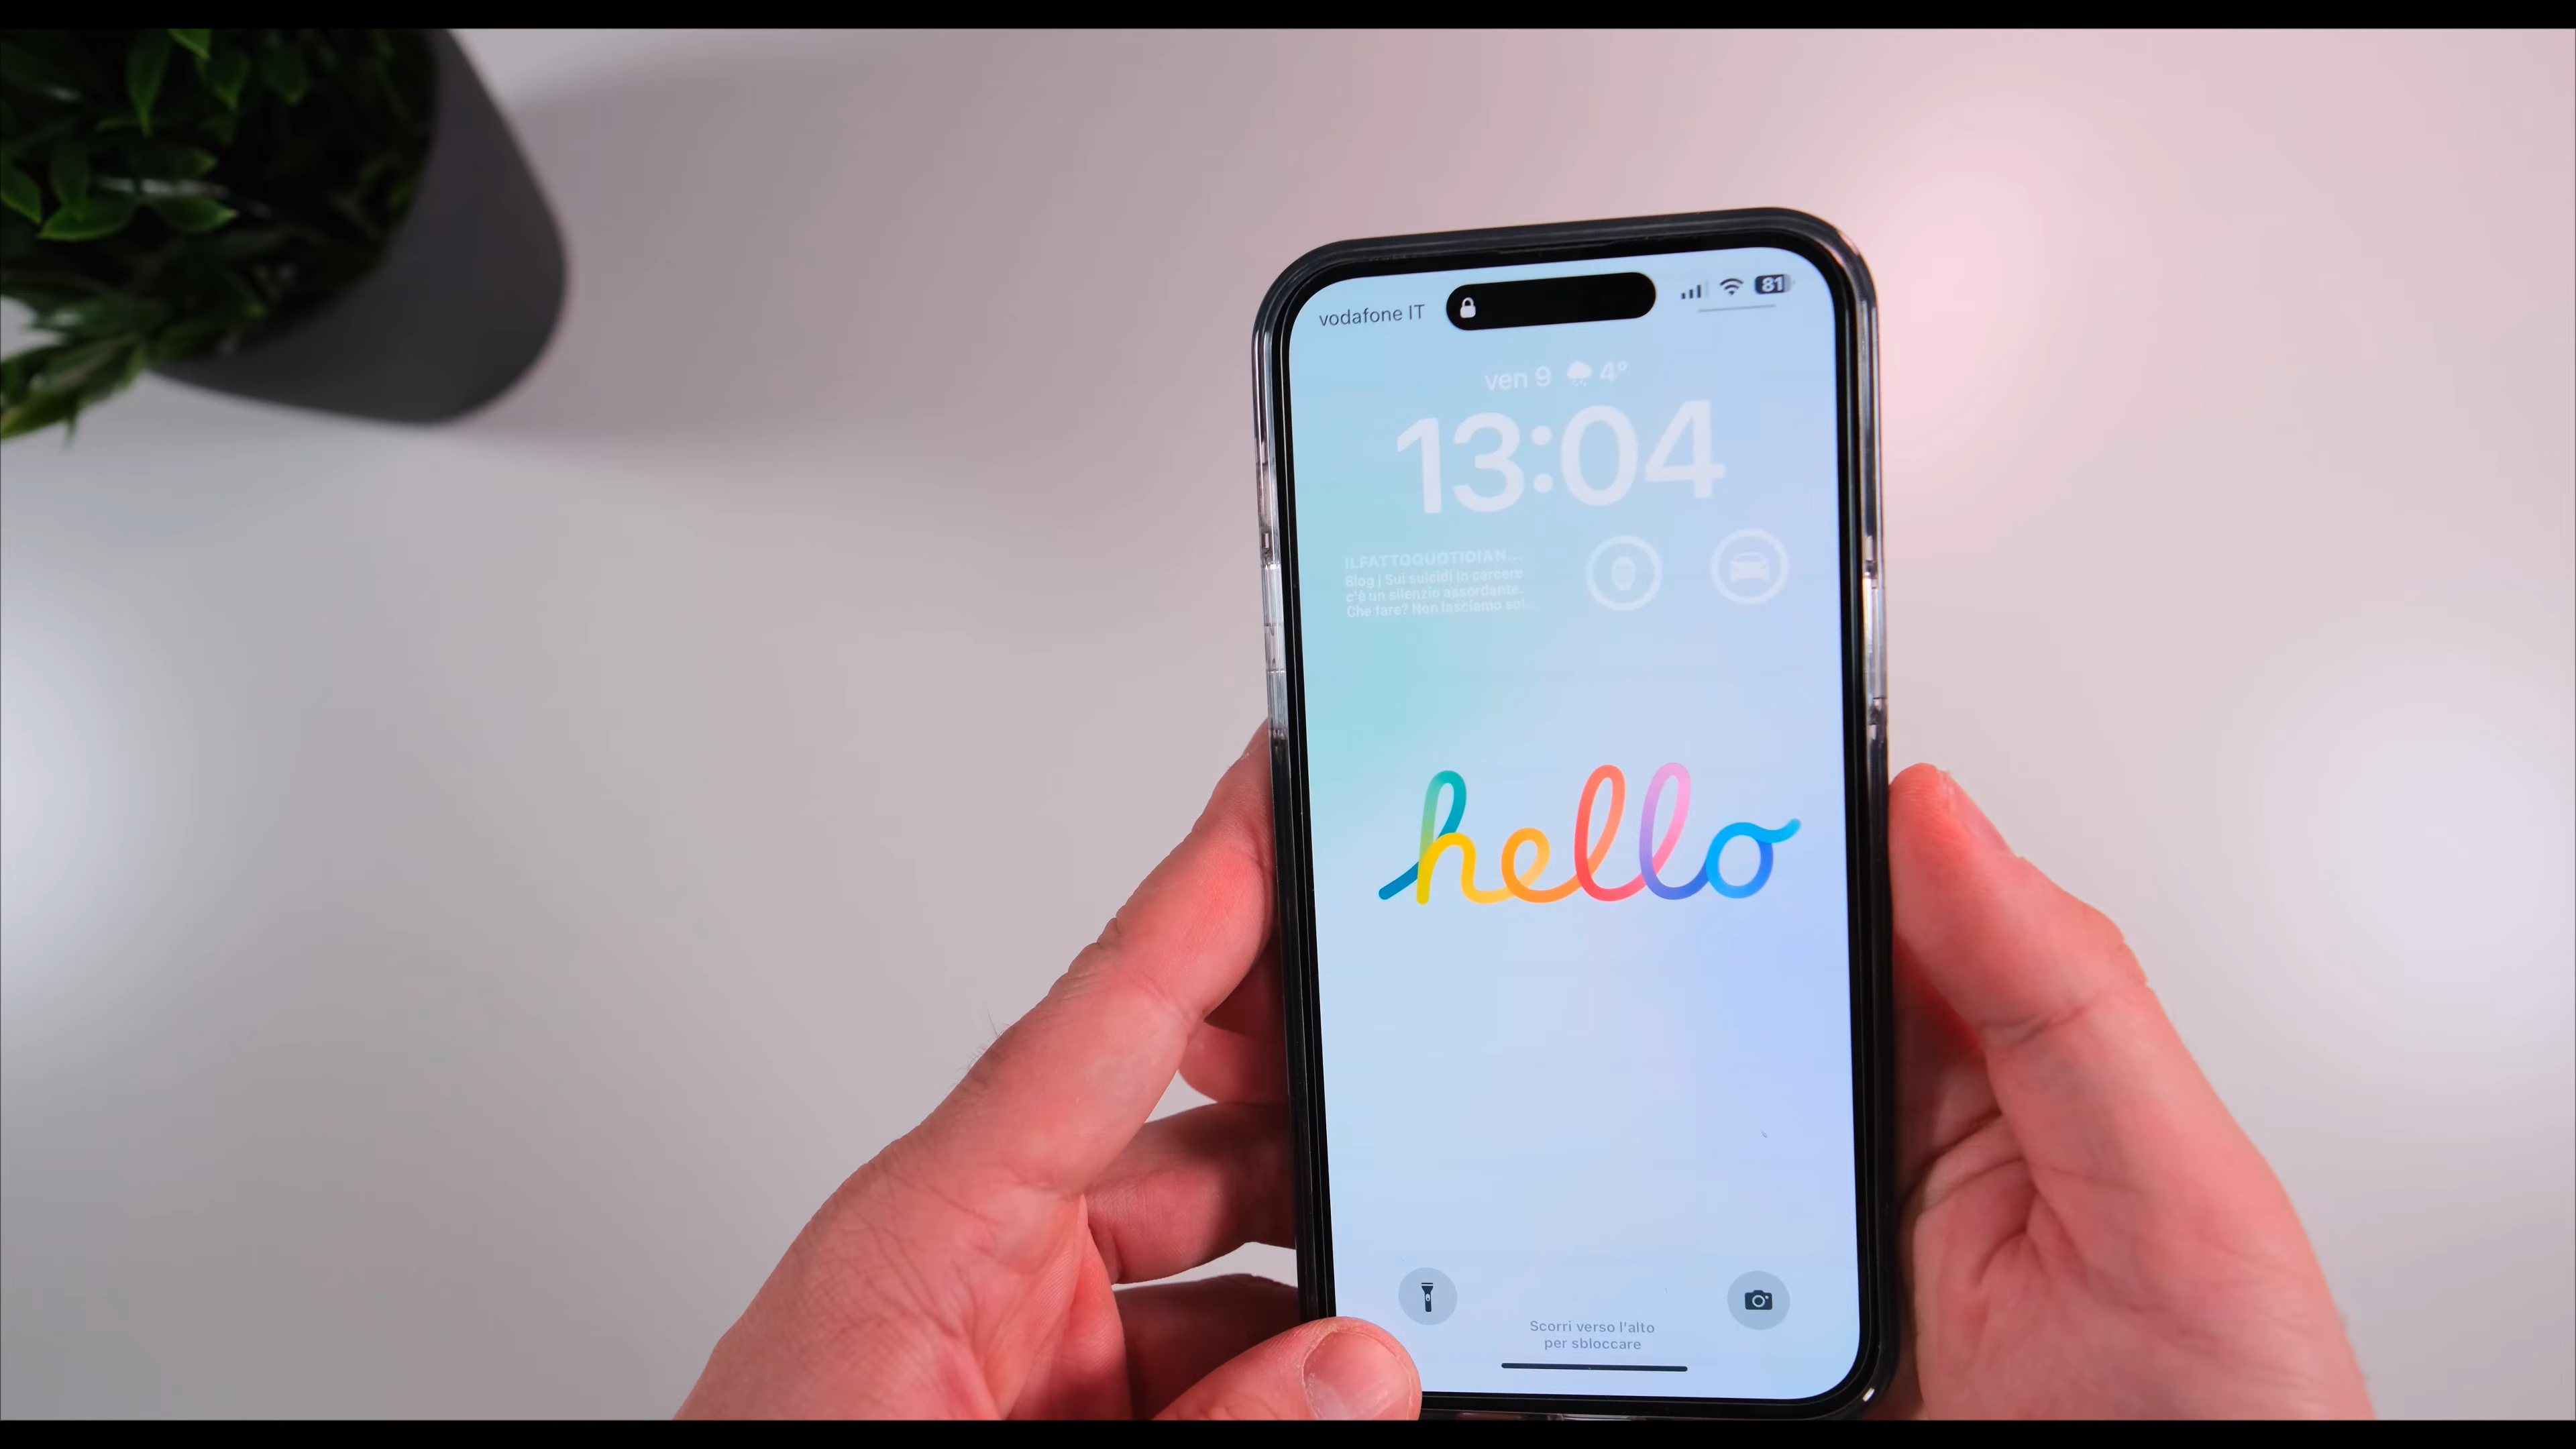 vodafone IT
81
ven 9 4°
13:04
ILFATTOQUOTIDIAN...
Blog | Sui suicidi in carcere
c'è un silenzio assordante.
Che fare? Non lasciamo sol...
hello
Scorri verso l'alto
per sbloccare